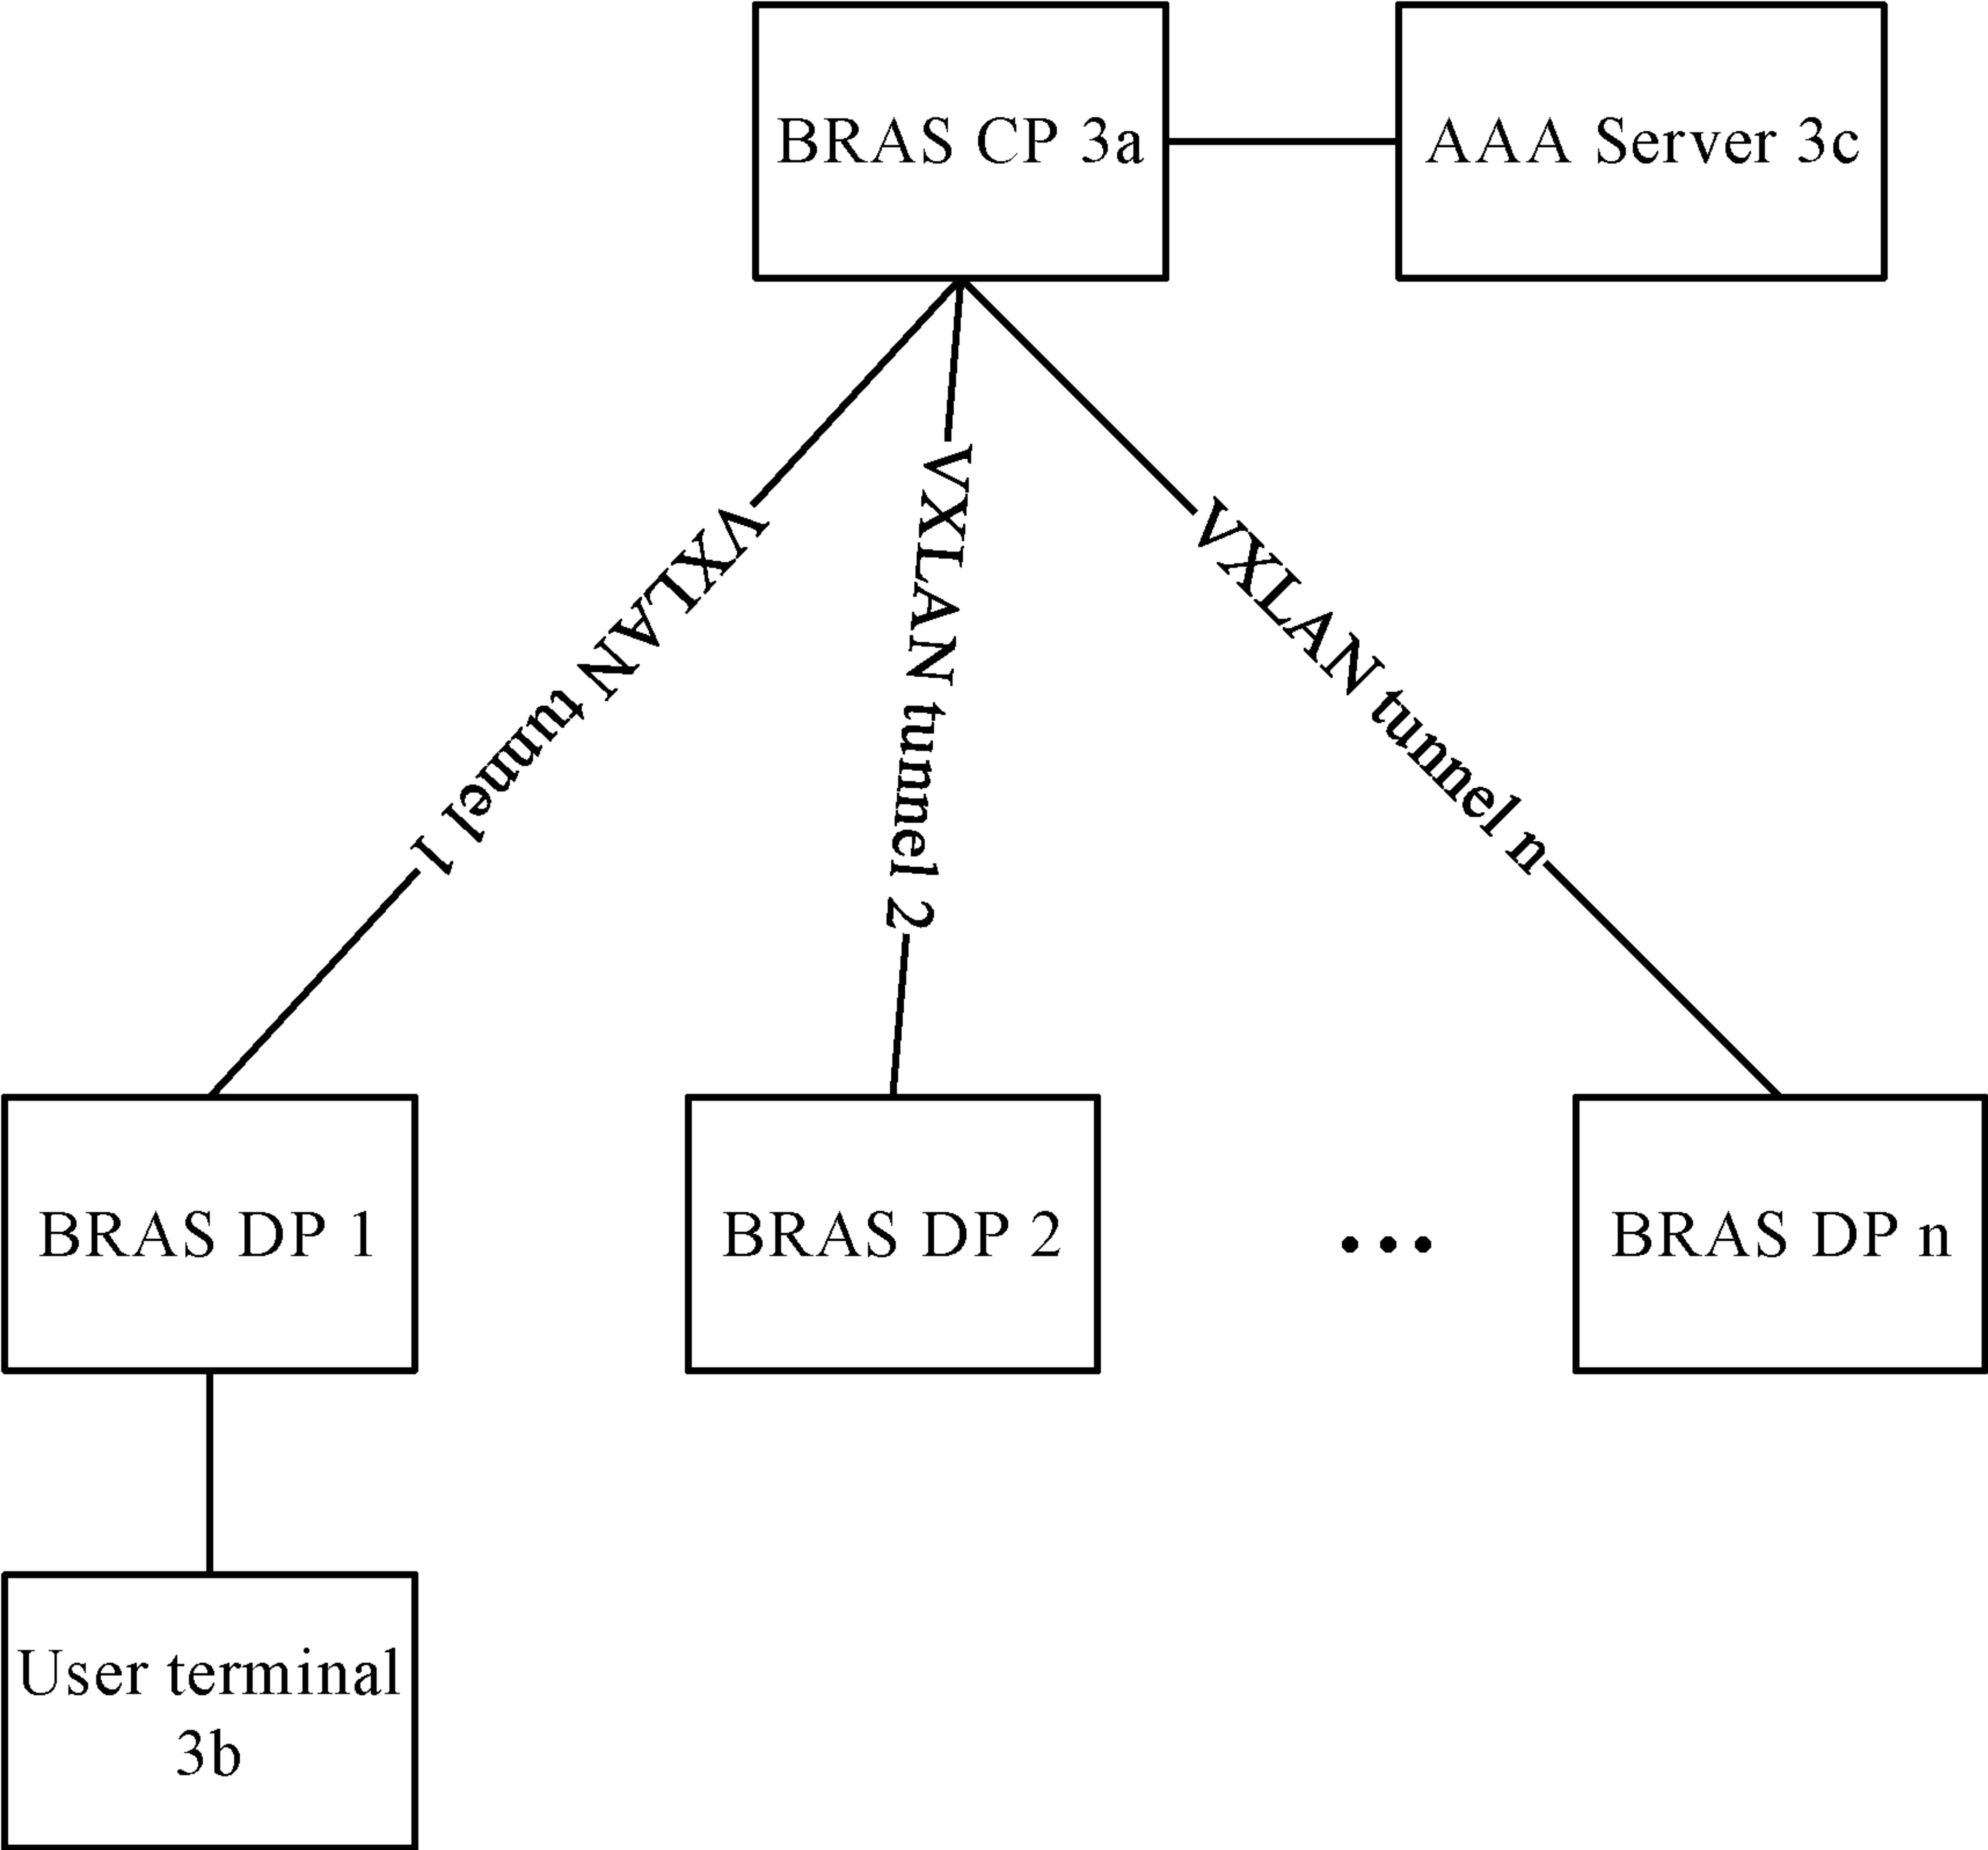 BRAS CP 3a
AAA Server 3c
VXLAN tunnel 1
VXLAN tunnel 2
VXLAN tunnel n
BRAS DP 1
BRAS DP 2
...
BRAS DP n
User terminal
3b